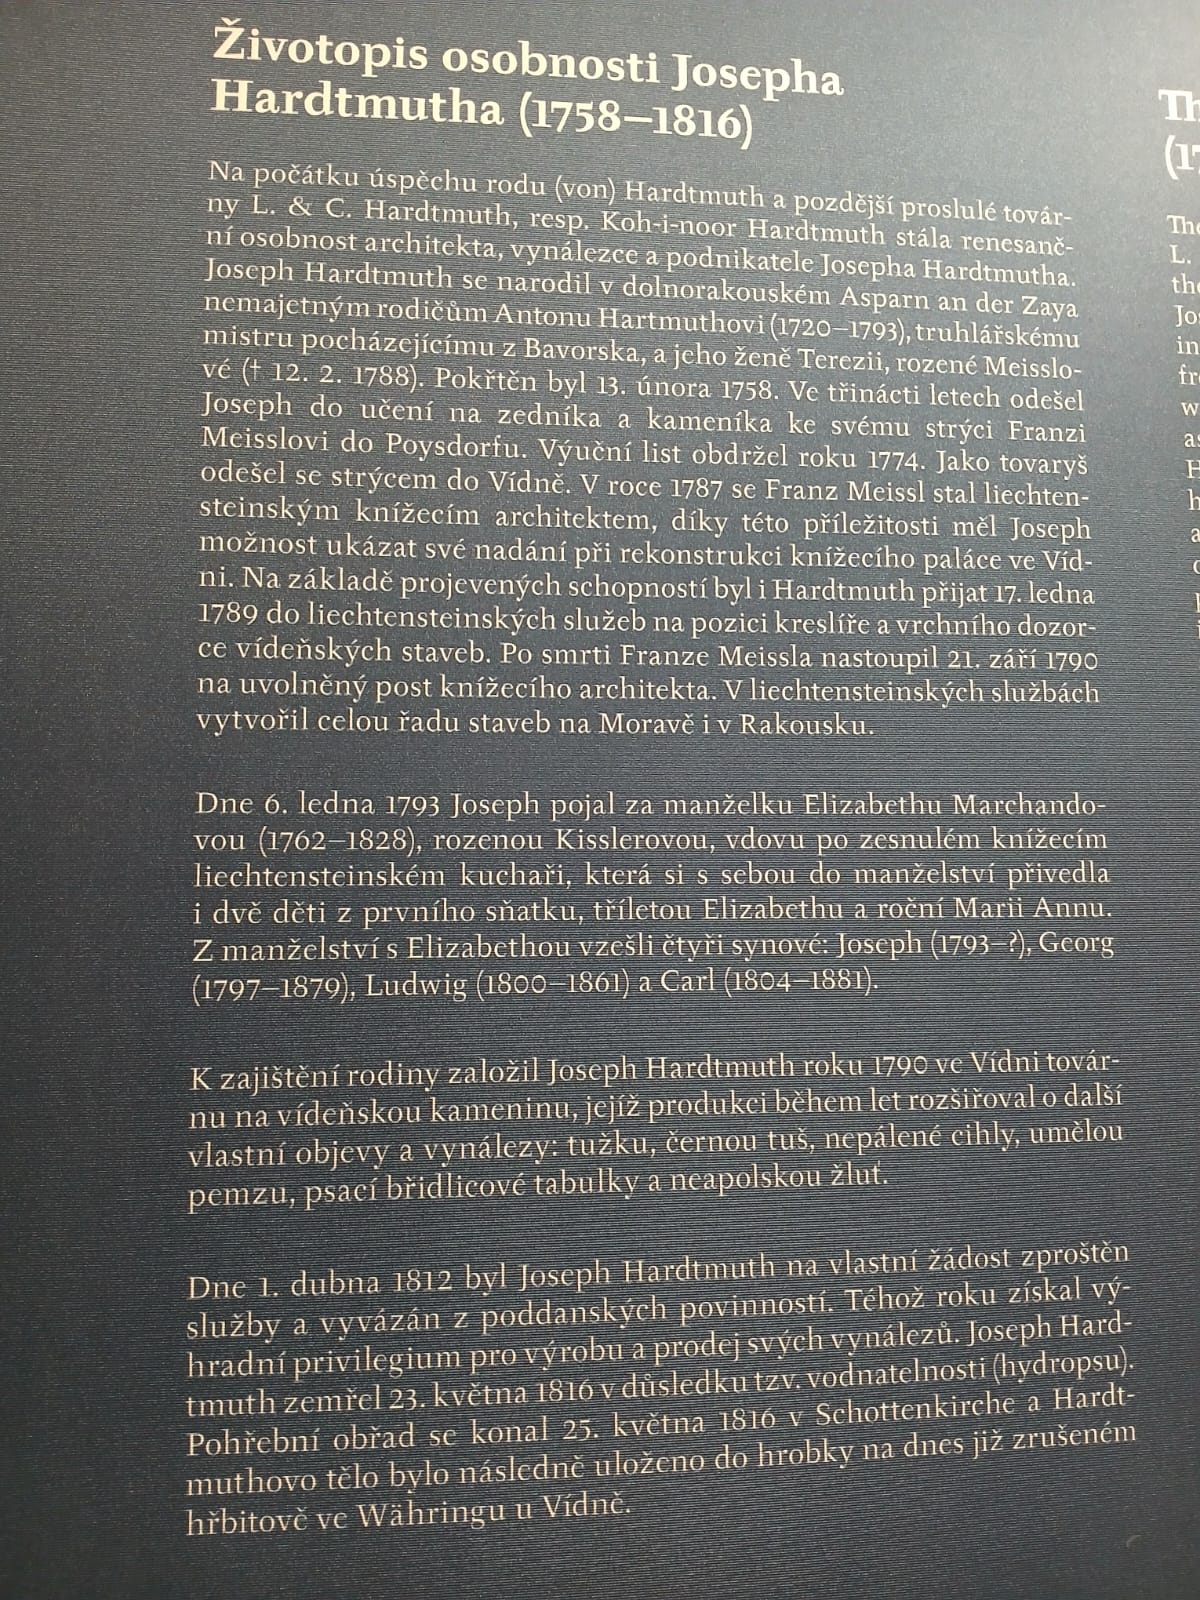 Životopis osobnosti Josepha
Hardtmutha (1758–1816)
Na počátku úspěchu rodu (von) Hardtmuth a pozdější proslulé továr-
ny L. & C. Hardtmuth, resp. Koh-i-noor Hardtmuth stála renesanč-
ní osobnost architekta, vynálezce a podnikatele Josepha Hardtmutha.
Joseph Hardtmuth se narodil v dolnorakouském Asparn an der Zaya
nemajetným rodičům Antonu Hartmuthovi (1720–1793), truhlářskému
mistru pocházejícímu z Bavorska, a jeho ženě Terezii, rozené Meisslo-
vé († 12. 2. 1788). Pokřtěn byl 13. února 1758. Ve třinácti letech odešel
Joseph do učení na zedníka a kameníka ke svému strýci Franzi
Meisslovi do Poysdorfu. Výuční list obdržel roku 1774. Jako tovaryš
odešel se strýcem do Vídně. V roce 1787 se Franz Meissl stal liechten-
steinským knížecím architektem, díky této příležitosti měl Joseph
možnost ukázat své nadání při rekonstrukci knížecího paláce ve Víd-
ni. Na základě projevených schopností byl i Hardtmuth přijat 17. ledna
1789 do liechtensteinských služeb na pozici kreslíře a vrchního dozor-
ce vídeňských staveb. Po smrti Franze Meissla nastoupil 21. září 1790
na uvolněný post knížecího architekta. V liechtensteinských službách
vytvořil celou řadu staveb na Moravě i v Rakousku.
Dne 6. ledna 1793 Joseph pojal za manželku Elizabethu Marchando-
vou (1762–1828), rozenou Kisslerovou, vdovu po zesnulém knížecím
liechtensteinském kuchaři, která si s sebou do manželství přivedla
i dvě děti z prvního sňatku, tříletou Elizabethu a roční Marii Annu.
Z manželství s Elizabethou vzešli čtyři synové: Joseph (1793–?), Georg
(1797–1879), Ludwig (1800–1861) a Carl (1804–1881).
K zajištění rodiny založil Joseph Hardtmuth roku 1790 ve Vídni továr-
nu na vídeňskou kameninu, jejíž produkci během let rozšiřoval o další
vlastní objevy a vynálezy: tužku, černou tuš, nepálené cihly, umělou
pemzu, psací břidlicové tabulky a neapolskou žluť.
Dne 1. dubna 1812 byl Joseph Hardtmuth na vlastní žádost zproštěn
služby a vyvázán z poddanských povinností. Téhož roku získal vý-
hradní privilegium pro výrobu a prodej svých vynálezů. Joseph Hard-
tmuth zemřel 23. května 1816 v důsledku tzv. vodnatelnosti (hydropsu).
Pohřební obřad se konal 25. května 1816 v Schottenkirche a Hardt-
muthovo tělo bylo následně uloženo do hrobky na dnes již zrušeném
hřbitově ve Währingu u Vídně.